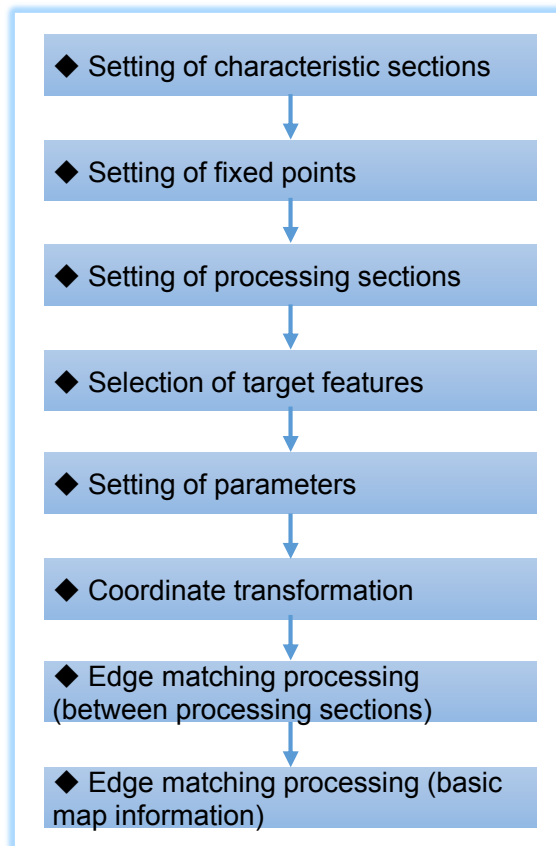 ◆ Setting of characteristic sections
◆ Setting of fixed points
◆ Setting of processing sections
◆ Selection of target features
◆ Setting of parameters
◆ Coordinate transformation
◆ Edge matching processing
(between processing sections)
◆ Edge matching processing (basic
map information)